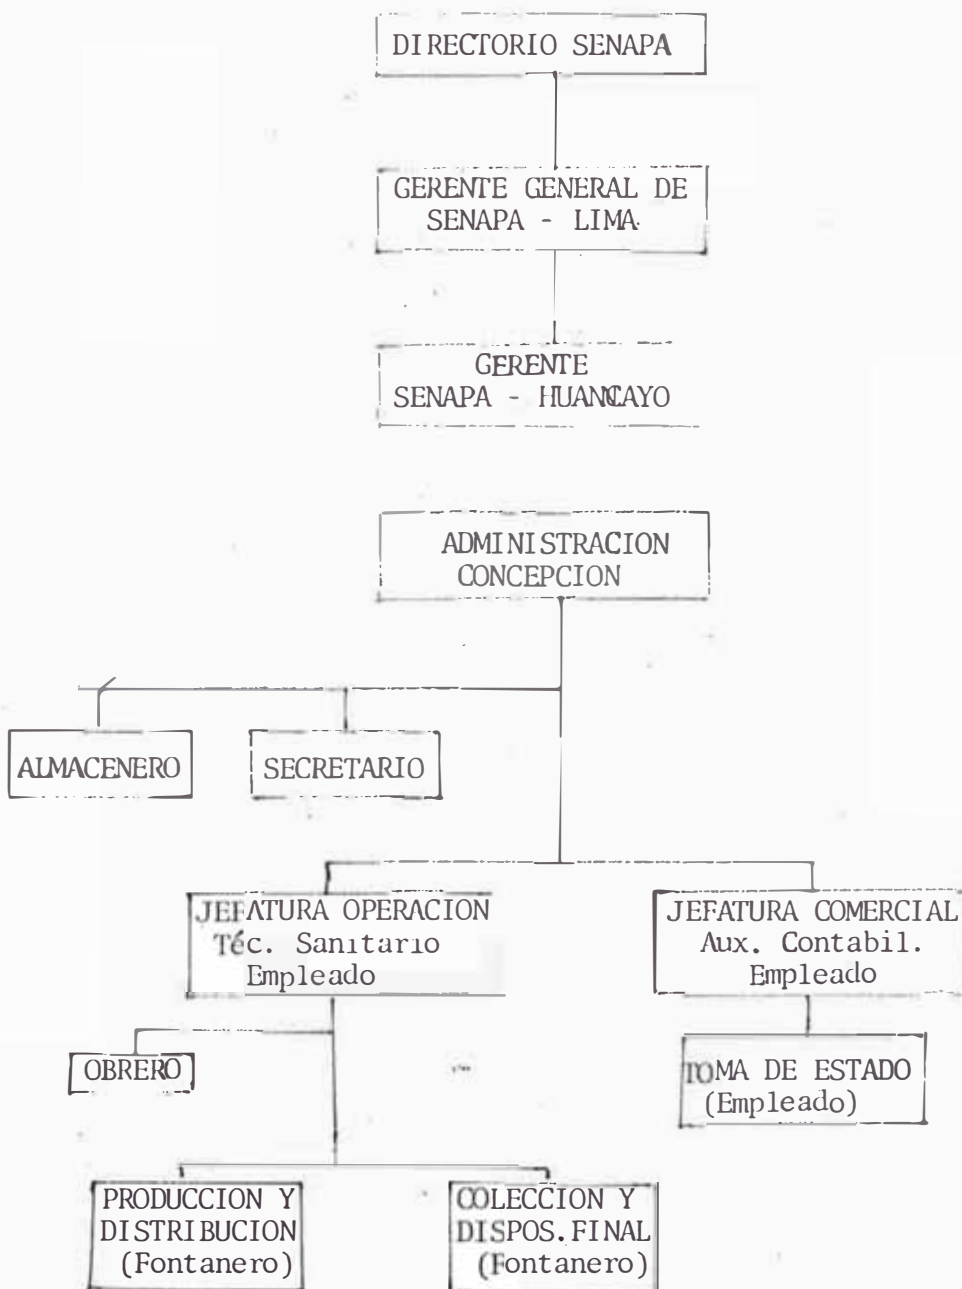 DIRECTORIO SENAPA
GERENTE GENERAL DE
SENAPA - LIMA
GERENTE
SENAPA - HUANCAYO
ADMINISTRACION
CONCEPCION
ALMACENERO
SECRETARIO
JEFATURA OPERACION
Téc. Sanitario
Empleado
JEFATURA COMERCIAL
Aux. Contabil.
Empleado
OBRERO
TOMA DE ESTADO
(Empleado)
PRODUCCION Y
DISTRIBUCION
(Fontanero)
COLECCION Y
DISPOS.FINAL
(Fontanero)